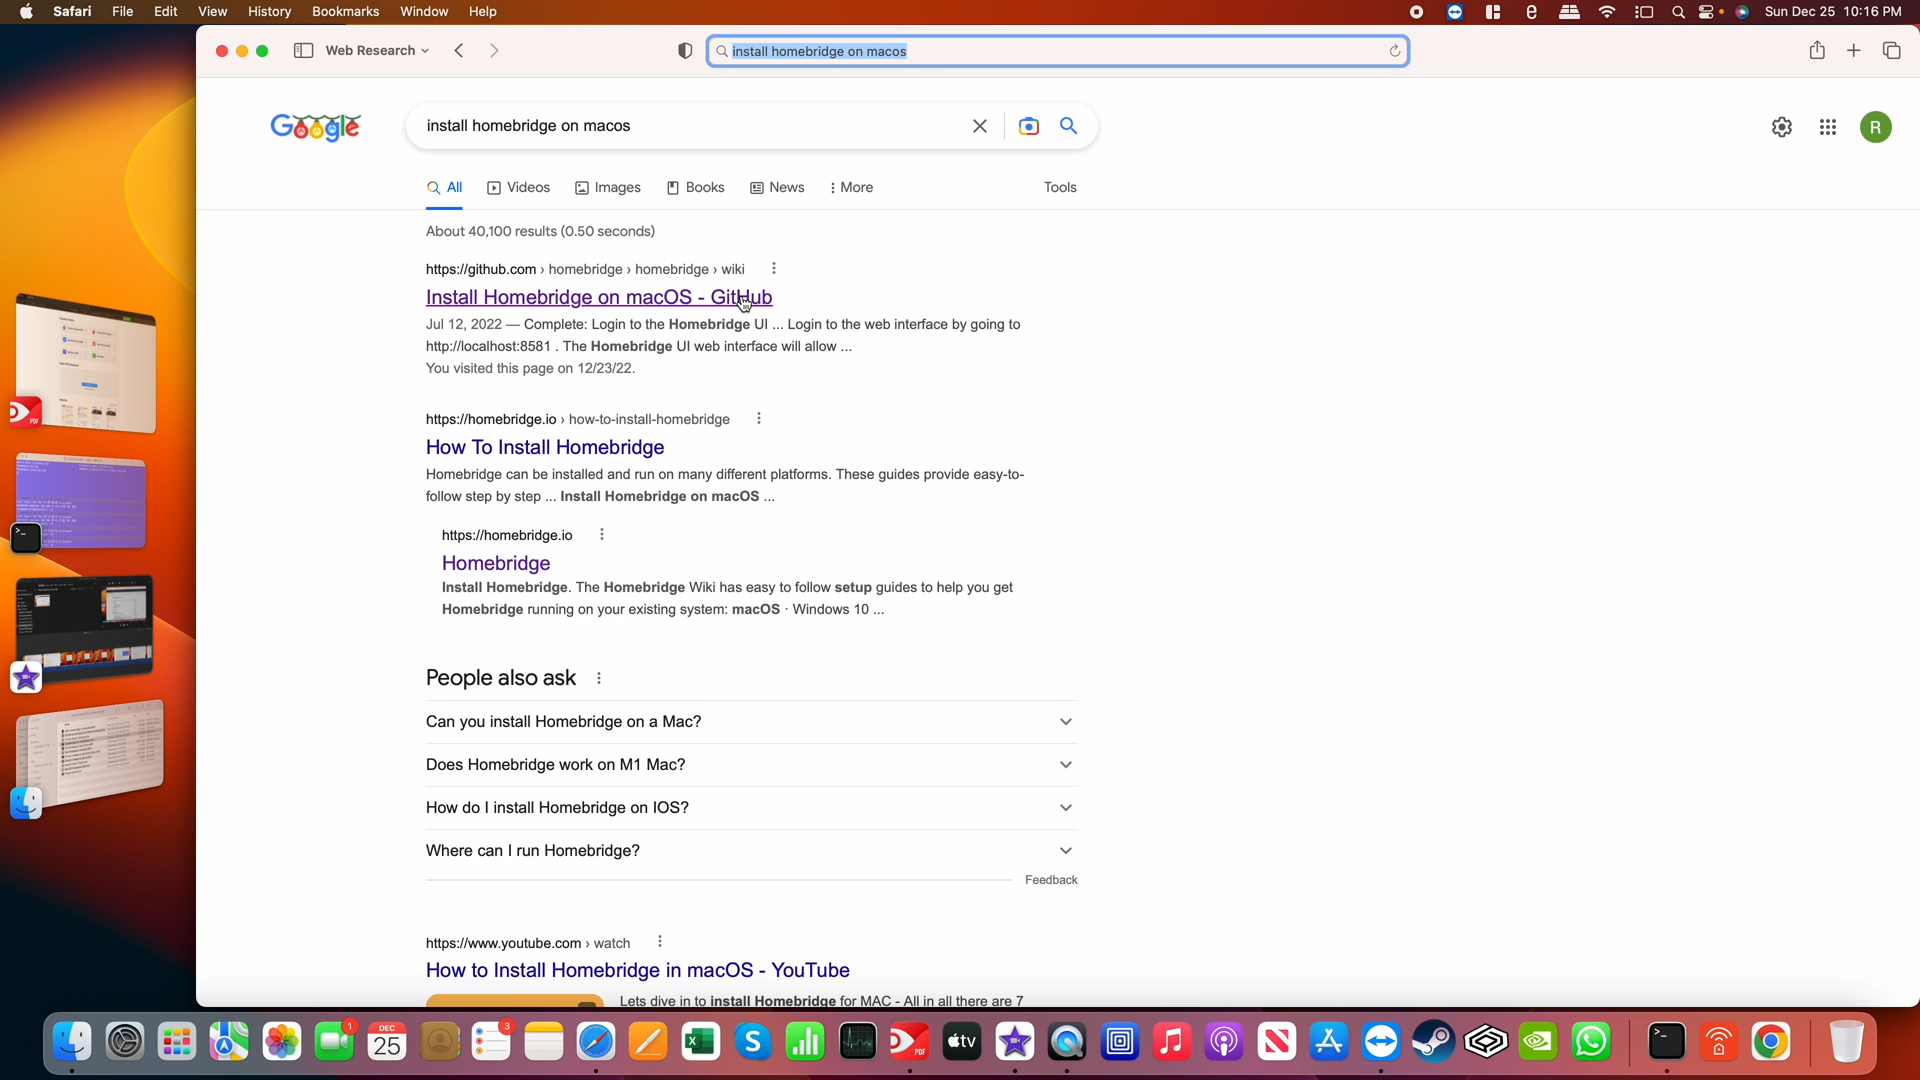 Safari File Edit View History Bookmarks Window Help Sun Dec 25 10:16 PM
Web Research install homebridge on macos
Google install homebridge on macos R
All Videos Images Books News More Tools
About 40,100 results (0.50 seconds)
https://github.com › homebridge › homebridge › wiki
Install Homebridge on macOS - GitHub
Jul 12, 2022 — Complete: Login to the Homebridge UI ... Login to the web interface by going to
http://localhost:8581 . The Homebridge UI web interface will allow ...
You visited this page on 12/23/22.
https://homebridge.io › how-to-install-homebridge
How To Install Homebridge
Homebridge can be installed and run on many different platforms. These guides provide easy-to-
follow step by step ... Install Homebridge on macOS ...
https://homebridge.io
Homebridge
Install Homebridge. The Homebridge Wiki has easy to follow setup guides to help you get
Homebridge running on your existing system: macOS · Windows 10 ...
People also ask
Can you install Homebridge on a Mac?
Does Homebridge work on M1 Mac?
How do I install Homebridge on IOS?
Where can I run Homebridge?
Feedback
https://www.youtube.com › watch
How to Install Homebridge in macOS - YouTube
Lets dive in to install Homebridge for MAC - All in all there are 7
1 DEC 25 3 PDF tv